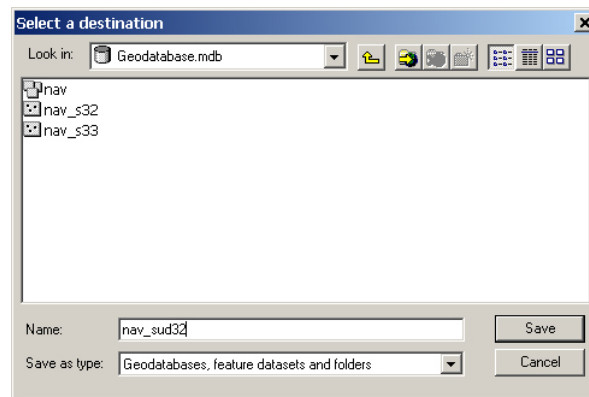 Select a destination
Look in: Geodatabase.mdb
nav
nav_s32
nav_s33
Name: nav_sud32 Save
Save as type: Geodatabases, feature datasets and folders Cancel